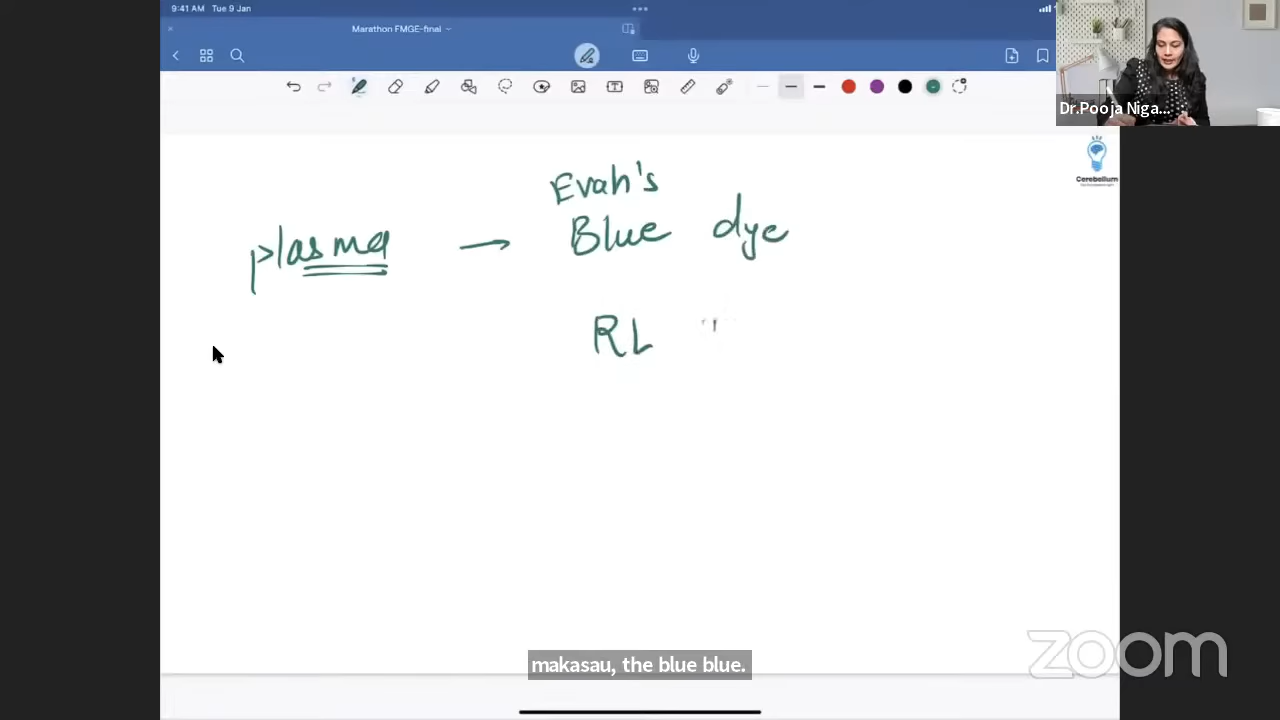 9:41 AM Tue 9 Jan
Marathon FMGE-final
Dr.Pooja Niga...
Cerebellum
Evah's
plasma → Blue dye
RL
makasau, the blue blue.
zoom